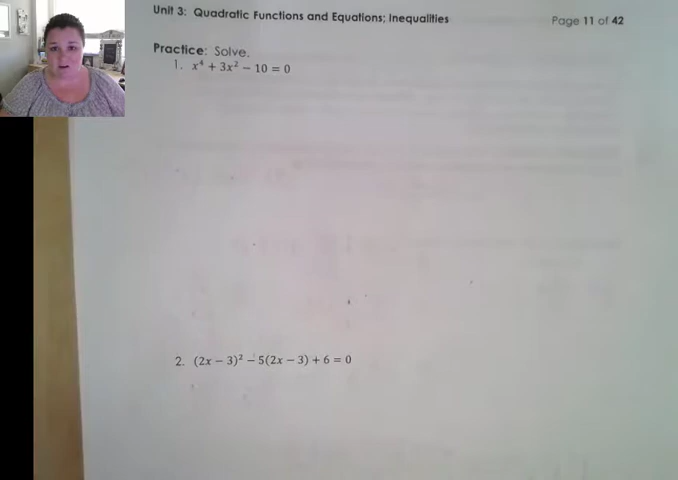 Unit 3: Quadratic Functions and Equations; Inequalities
Page 11 of 42
Practice: Solve.
1. x⁴ + 3x² − 10 = 0
2. (2x − 3)² − 5(2x − 3) + 6 = 0